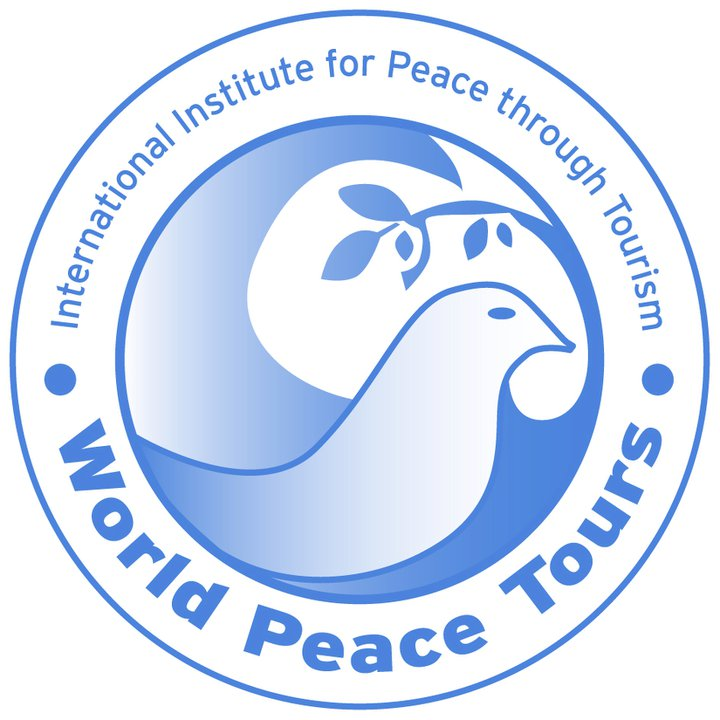 International Institute for Peace through Tourism
World Peace Tours